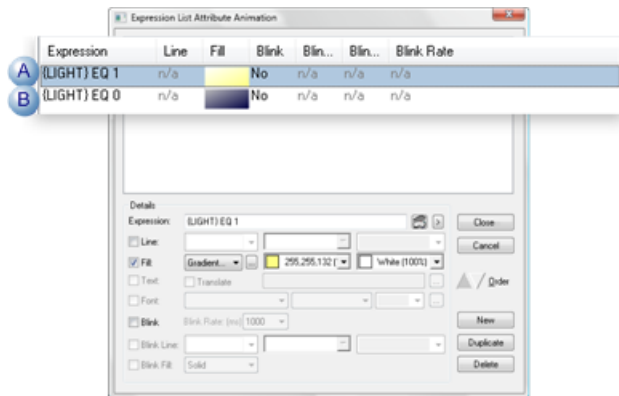 Expression List Attribute Animation
Expression Line Fill Blink Blin... Blin... Blink Rate
A {LIGHT} EQ 1 n/a No n/a n/a n/a
B {LIGHT} EQ 0 n/a No n/a n/a n/a
Details
Expression: {LIGHT} EQ 1 Close
Line: Cancel
Fill: Gradient... ... 255,255,132 ( White (100%)
Text: Translate ... Order
Font: ...
Blink Blink Rate: (ms) 1000 New
Blink Line: Duplicate
Blink Fill: Solid Delete